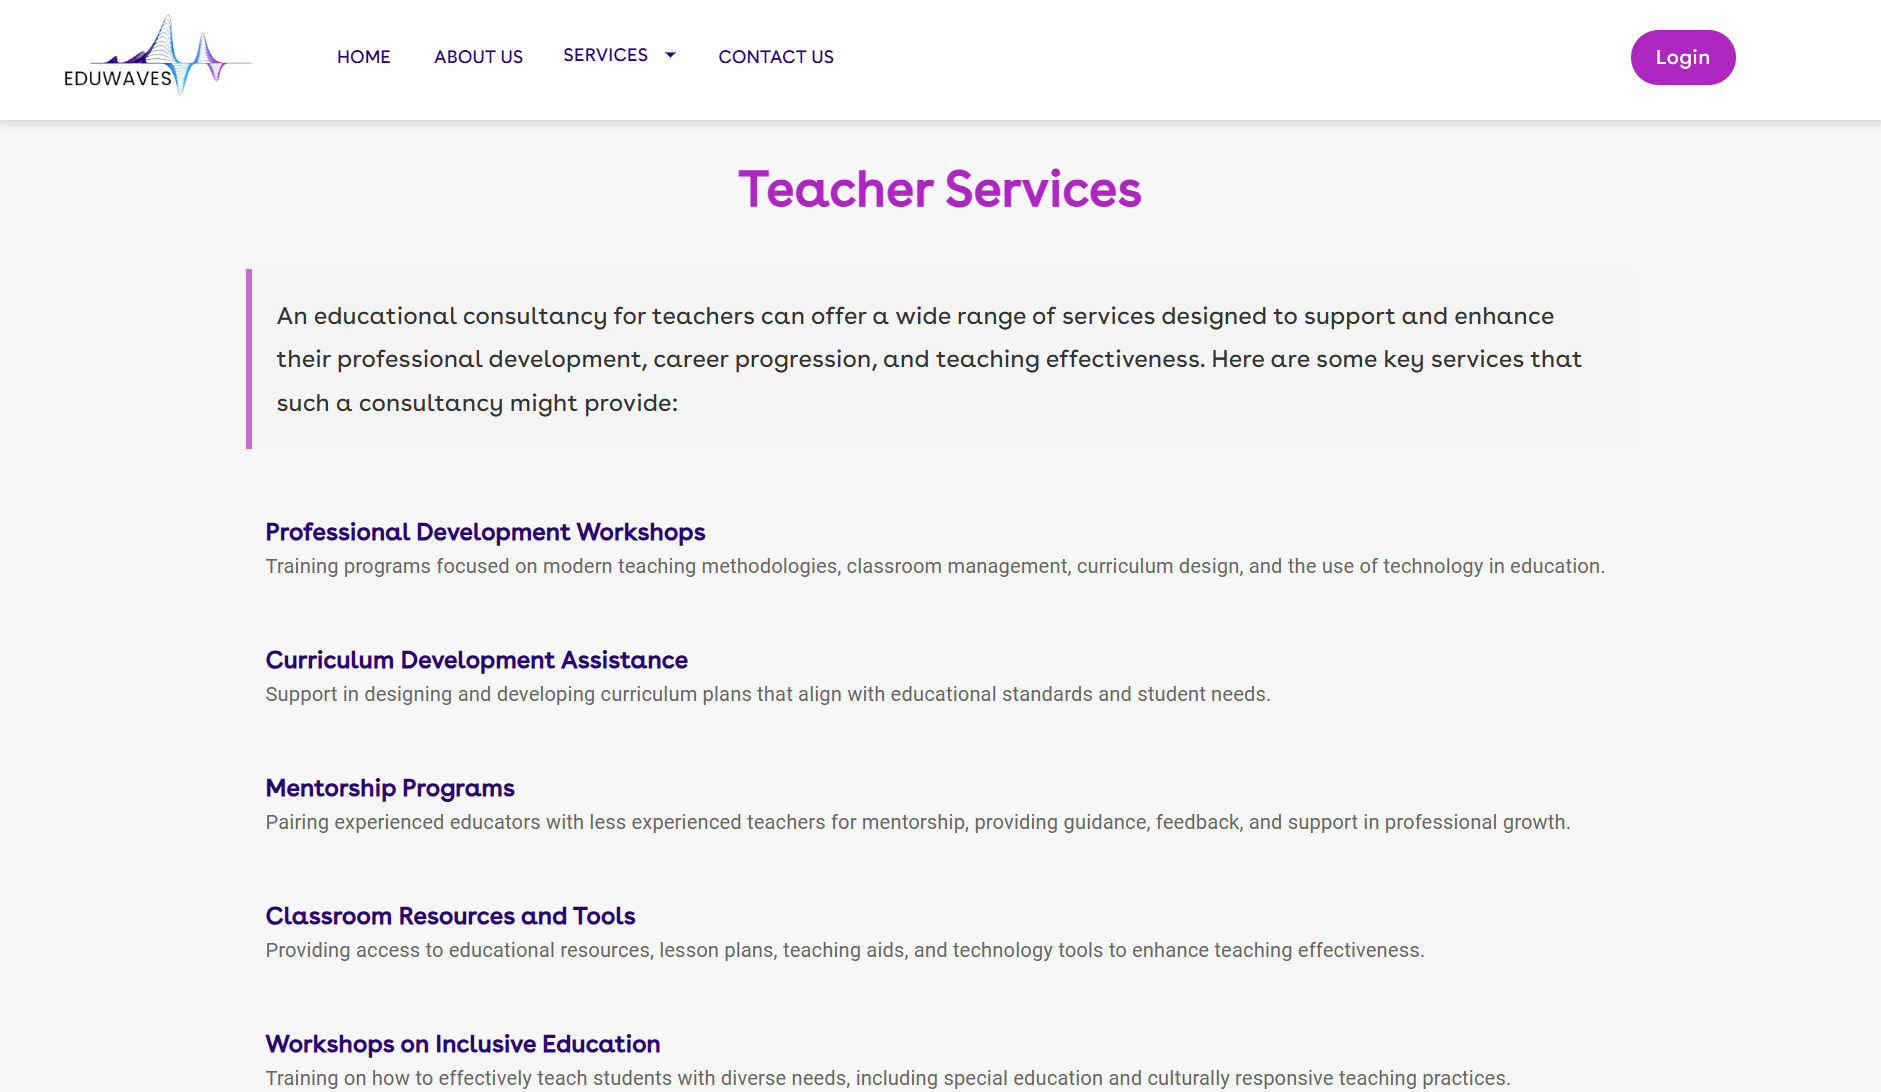 EDUWAVES
HOME
ABOUT US
SERVICES
CONTACT US
Login
Teacher Services
An educational consultancy for teachers can offer a wide range of services designed to support and enhance
their professional development, career progression, and teaching effectiveness. Here are some key services that
such a consultancy might provide:
Professional Development Workshops
Training programs focused on modern teaching methodologies, classroom management, curriculum design, and the use of technology in education.
Curriculum Development Assistance
Support in designing and developing curriculum plans that align with educational standards and student needs.
Mentorship Programs
Pairing experienced educators with less experienced teachers for mentorship, providing guidance, feedback, and support in professional growth.
Classroom Resources and Tools
Providing access to educational resources, lesson plans, teaching aids, and technology tools to enhance teaching effectiveness.
Workshops on Inclusive Education
Training on how to effectively teach students with diverse needs, including special education and culturally responsive teaching practices.